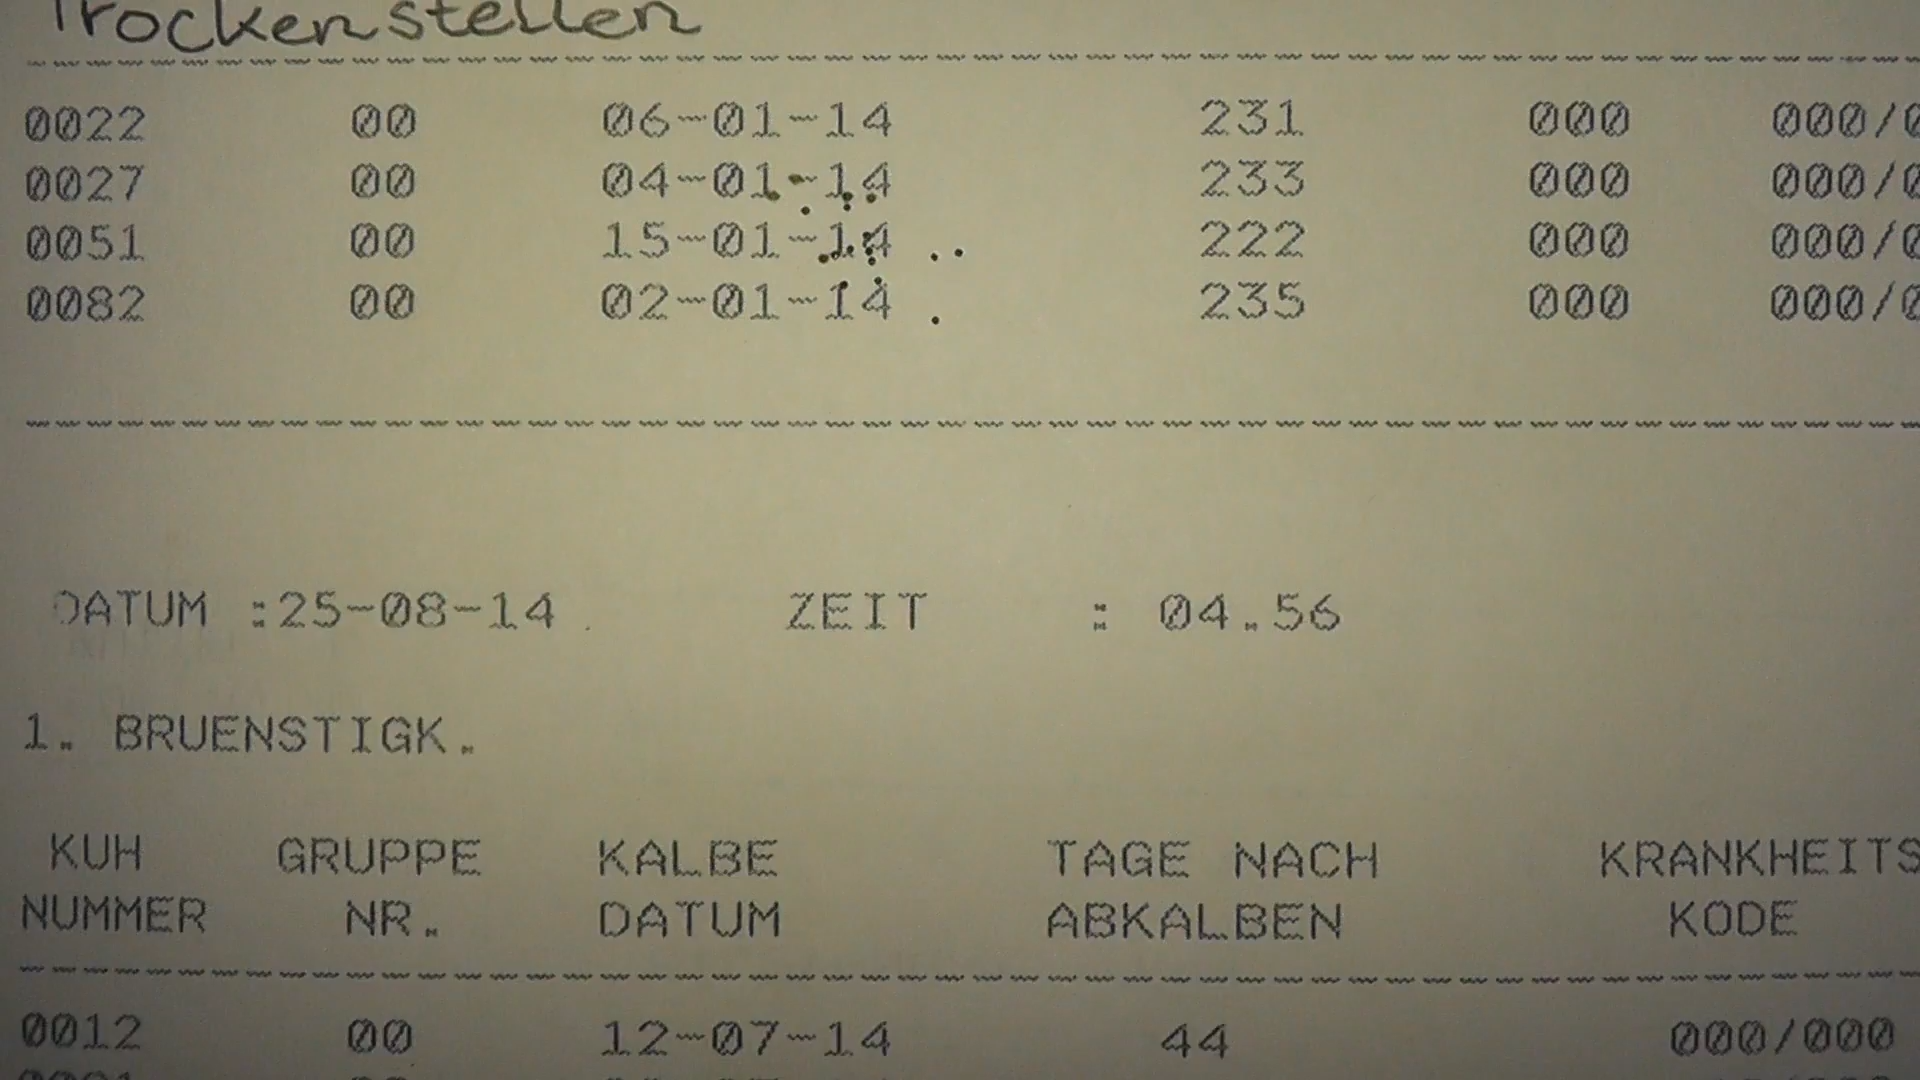 Trockenstellen
0022 00 06-01-14 231 000 000/0
0027 00 04-01-14 233 000 000/0
0051 00 15-01-14 222 000 000/0
0082 00 02-01-14 235 000 000/0
DATUM :25-08-14 ZEIT : 04.56
1. BRUENSTIGK.
KUH GRUPPE KALBE TAGE NACH KRANKHEITS
NUMMER NR. DATUM ABKALBEN KODE
0012 00 12-07-14 44 000/000